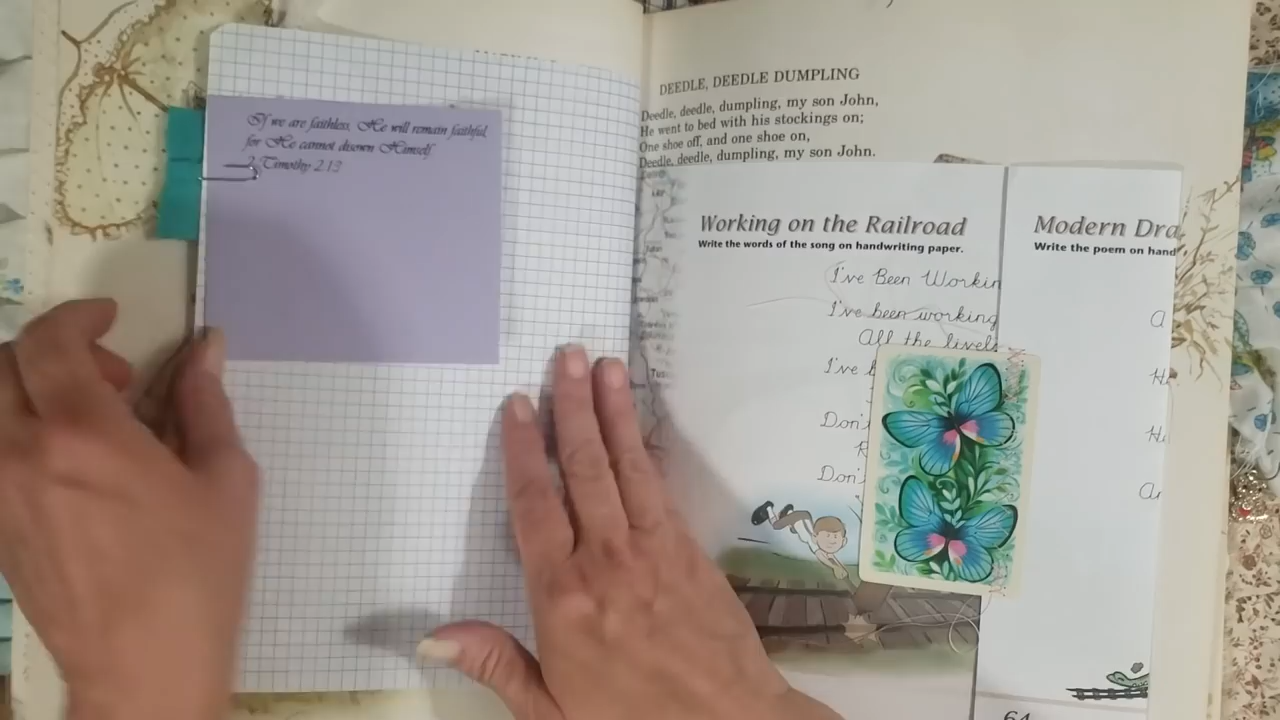 If we are faithless, He will remain faithful,
for He cannot disown Himself.
2 Timothy 2:13
DEEDLE, DEEDLE DUMPLING
Deedle, deedle, dumpling, my son John,
He went to bed with his stockings on;
One shoe off, and one shoe on,
Deedle, deedle, dumpling, my son John.
Working on the Railroad
Write the words of the song on handwriting paper.
I've Been Workin
I've been working
All the livel
I've
Don'
Don'
Modern Dra
Write the poem on hand
A
He
He
64